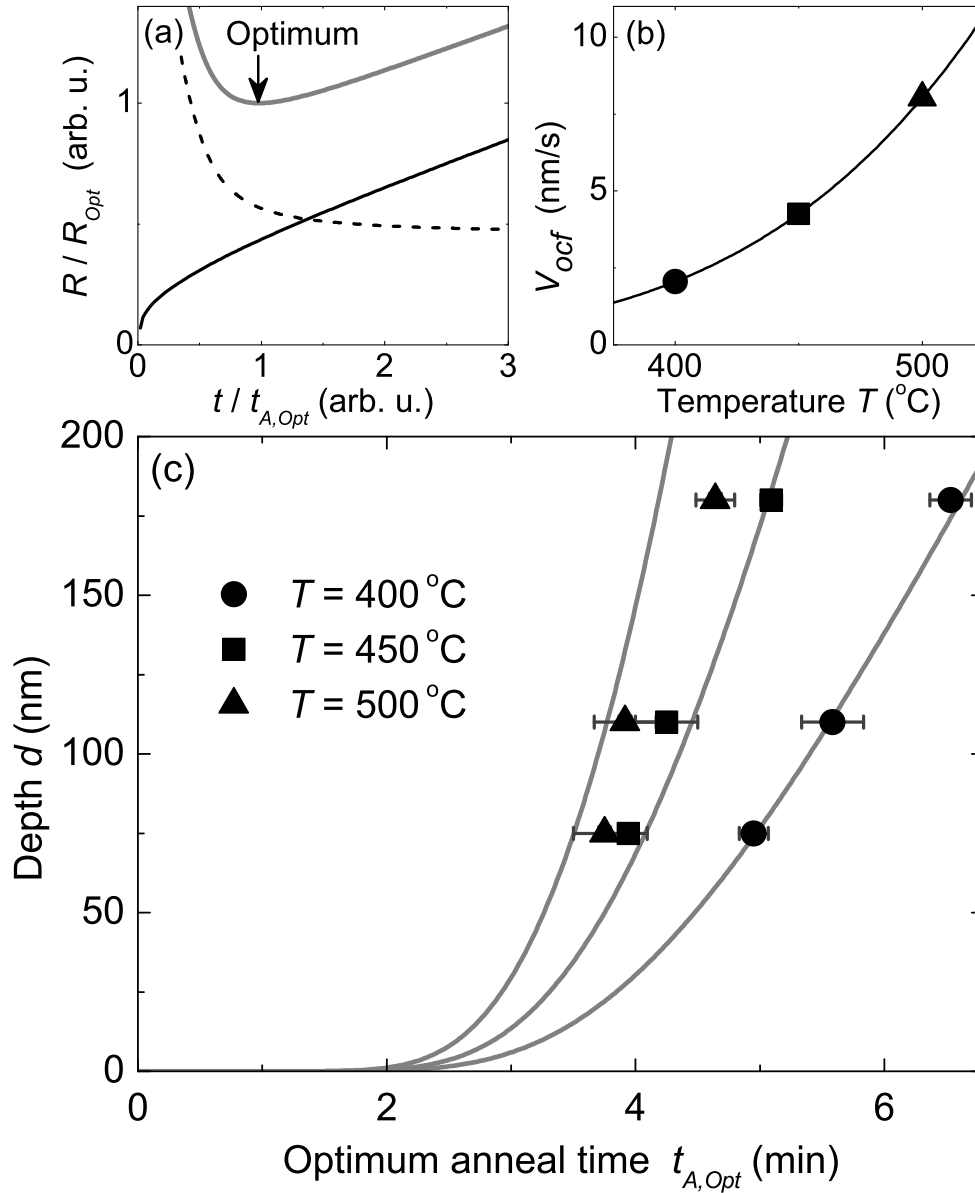 (a)
Optimum
1
0
R / R_Opt (arb. u.)
0 1 2 3
t / t_A,Opt (arb. u.)
(b)
10
5
0
V_ocf (nm/s)
400 500
Temperature T (°C)
(c)
200
150
100
50
0
Depth d (nm)
T = 400 °C
T = 450 °C
T = 500 °C
0 2 4 6
Optimum anneal time t_A,Opt (min)